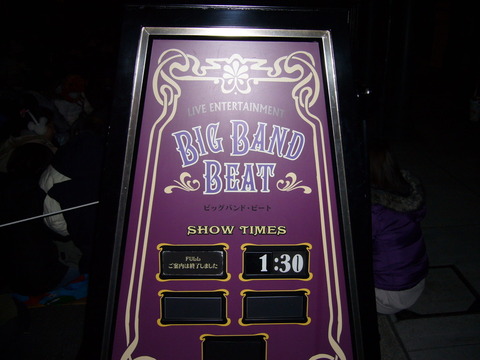 LIVE ENTERTAINMENT
BIG BAND
BEAT
ビッグバンド・ビート
SHOW TIMES
ご案内は終了しました
1:30